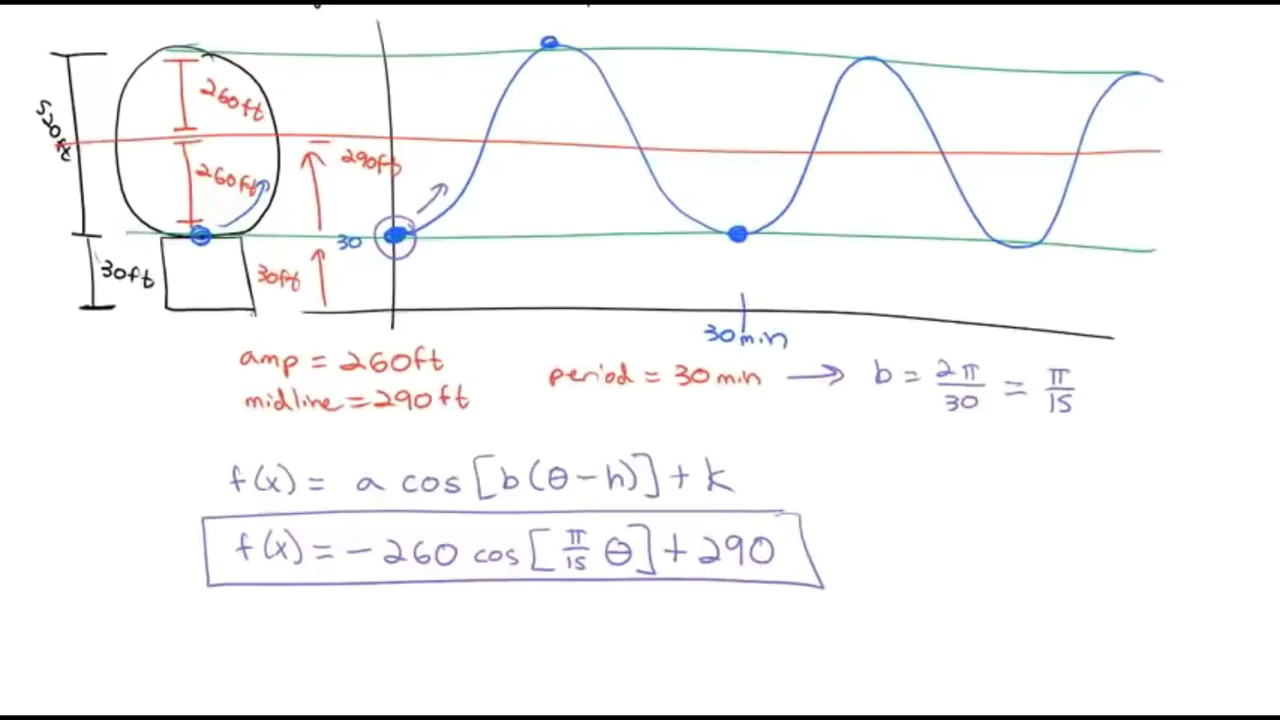 520ft
260ft
260ft
290ft
30
30ft
30ft
30min
amp = 260ft
midline = 290ft
period = 30min → b = 2π/30 = π/15
f(x) = a cos[b(θ-h)]+k
f(x) = -260 cos[π/15 θ]+290